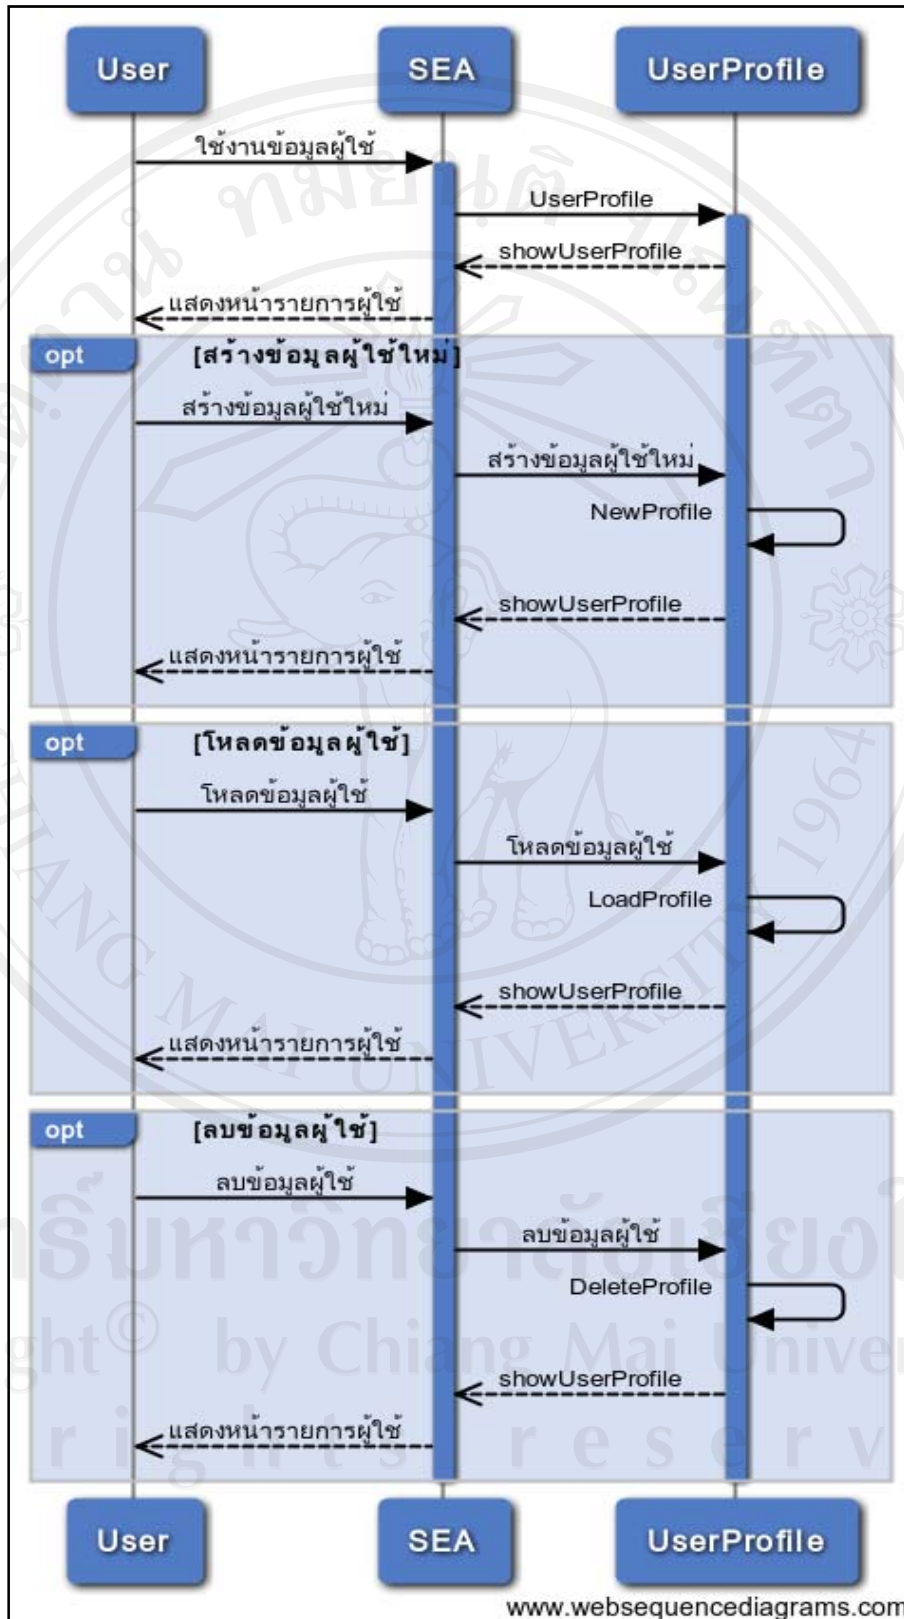 User SEA UserProfile
ใช้งานข้อมูลผู้ใช้
UserProfile
showUserProfile
แสดงหน้ารายการผู้ใช้
opt [สร้างข้อมูลผู้ใช้ใหม่]
สร้างข้อมูลผู้ใช้ใหม่
สร้างข้อมูลผู้ใช้ใหม่
NewProfile
showUserProfile
แสดงหน้ารายการผู้ใช้
opt [โหลดข้อมูลผู้ใช้]
โหลดข้อมูลผู้ใช้
โหลดข้อมูลผู้ใช้
LoadProfile
showUserProfile
แสดงหน้ารายการผู้ใช้
opt [ลบข้อมูลผู้ใช้]
ลบข้อมูลผู้ใช้
ลบข้อมูลผู้ใช้
DeleteProfile
showUserProfile
แสดงหน้ารายการผู้ใช้
User SEA UserProfile
www.websequencediagrams.com
CHIANG MAI UNIVERSITY 1964
by Chiang Mai
rights reserv